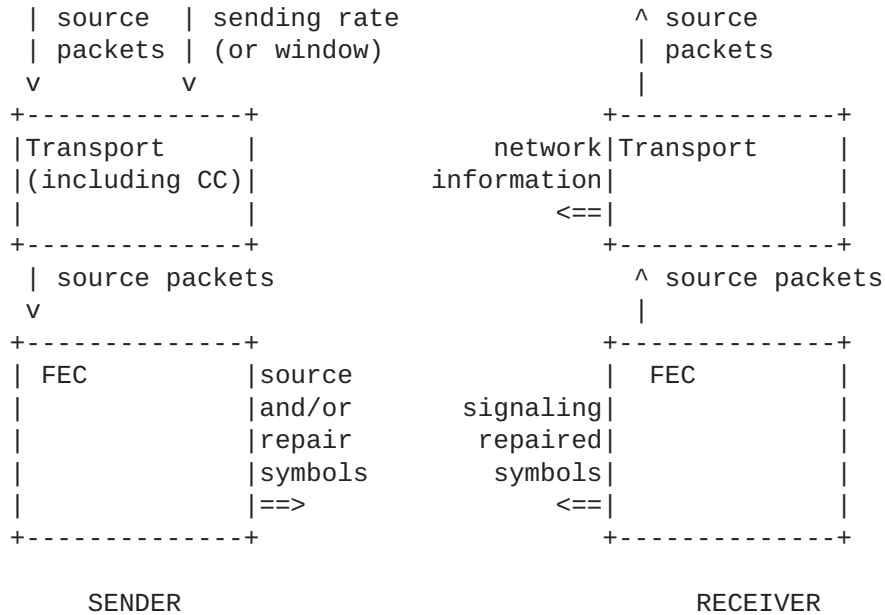 | source  | sending rate               ^ source
 | packets | (or window)                | packets
 v         v                            |
+--------------+                      +--------------+
|Transport     |               network|Transport     |
|(including CC)|           information|              |
|              |                   <==|              |
+--------------+                      +--------------+
 | source packets                       ^ source packets
 v                                      |
+--------------+                      +--------------+
| FEC          |source                |  FEC         |
|              |and/or       signaling|              |
|              |repair        repaired|              |
|              |symbols        symbols|              |
|              |==>                <==|              |
+--------------+                      +--------------+
     SENDER                                 RECEIVER